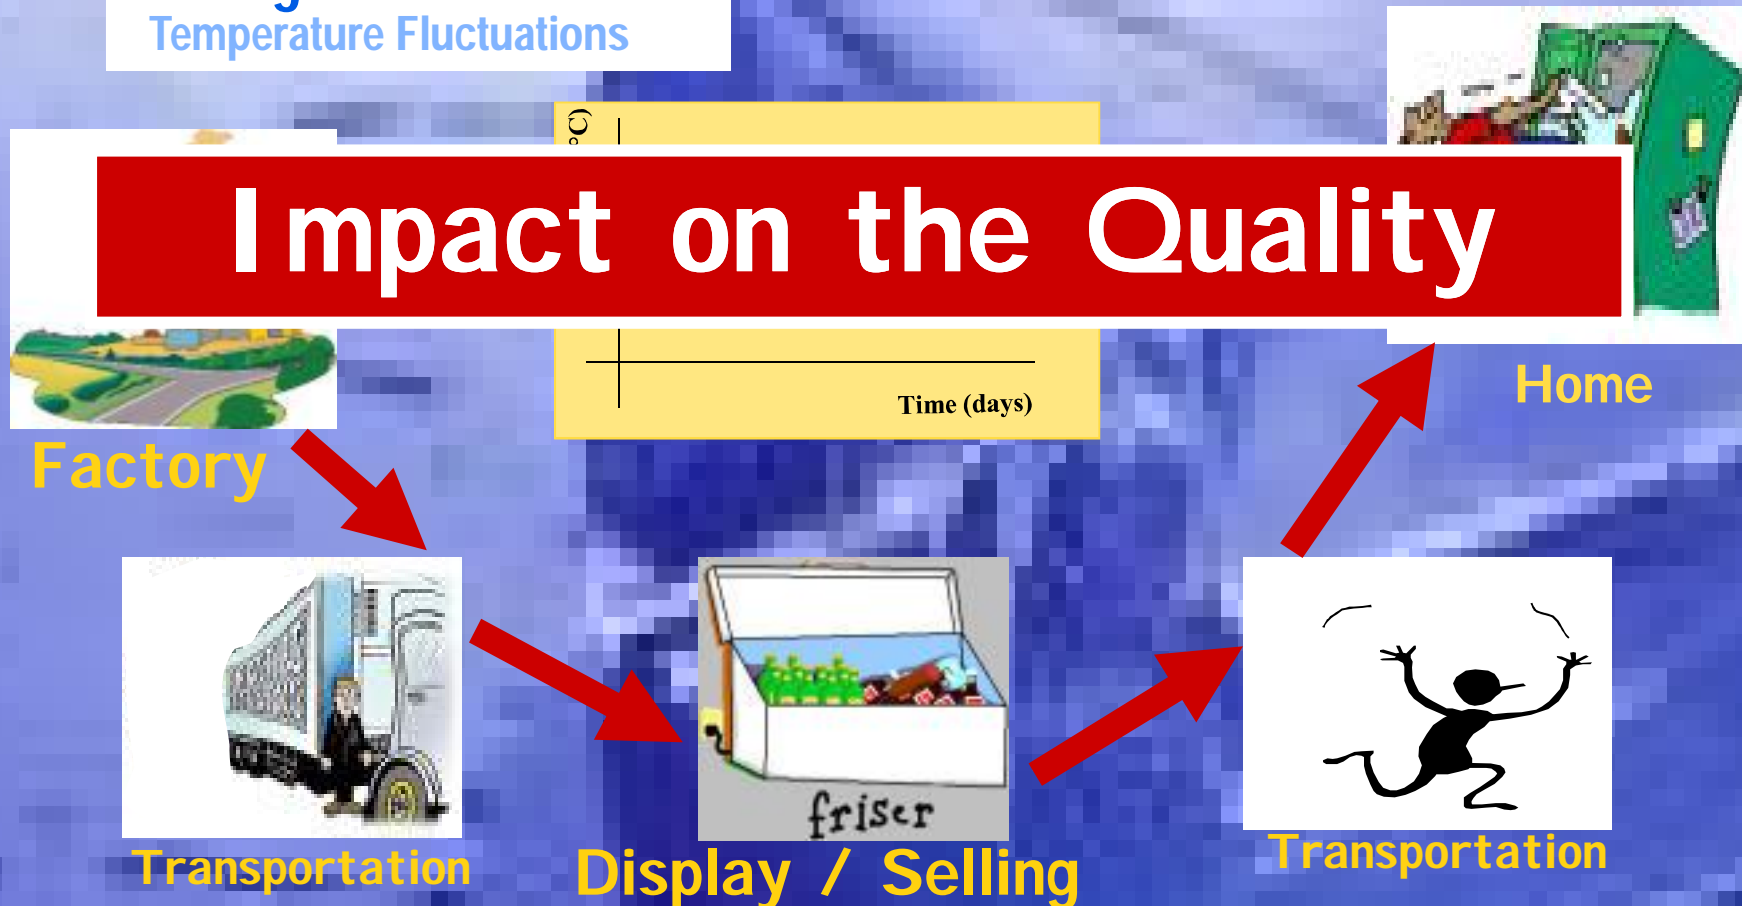 Temperature Fluctuations
°C)
Impact on the Quality
Time (days)
Home
Factory
friser
Transportation
Display / Selling
Transportation